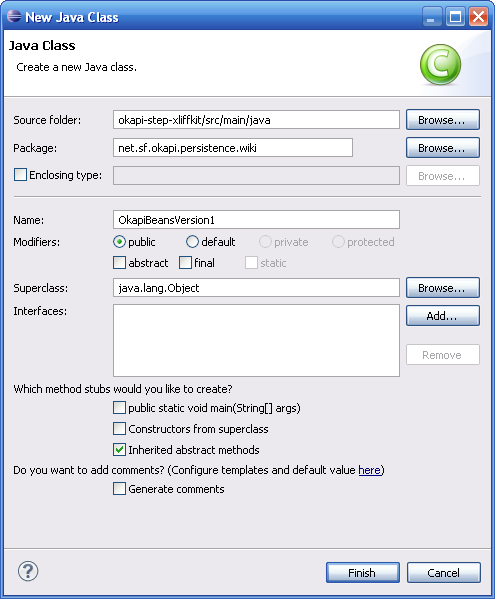 New Java Class
Java Class
Create a new Java class.
C
Source folder: okapi-step-xliffkit/src/main/java Browse...
Package: net.sf.okapi.persistence.wiki Browse...
Enclosing type: Browse...
Name: OkapiBeansVersion1
Modifiers: public default private protected
abstract final static
Superclass: java.lang.Object Browse...
Interfaces: Add...
Remove
Which method stubs would you like to create?
public static void main(String[] args)
Constructors from superclass
Inherited abstract methods
Do you want to add comments? (Configure templates and default value here)
Generate comments
? Finish Cancel